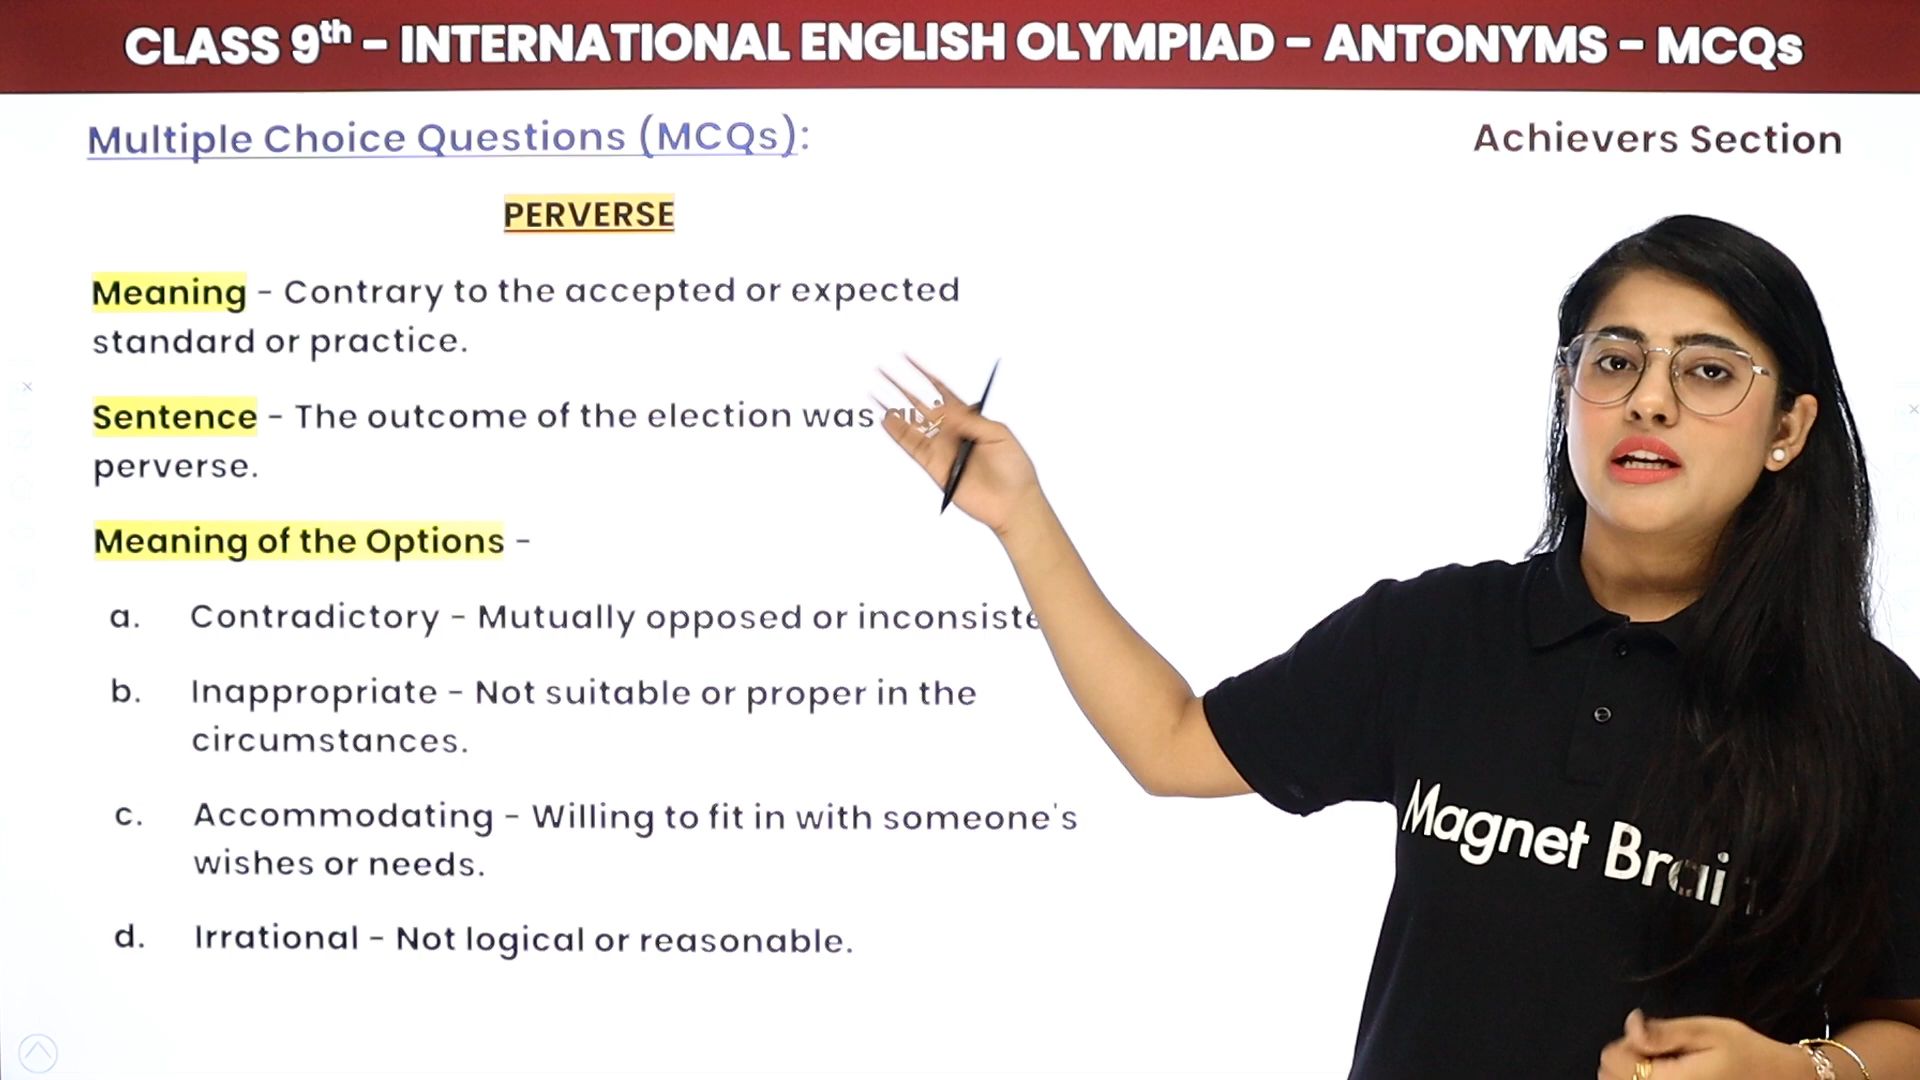 CLASS 9th - INTERNATIONAL ENGLISH OLYMPIAD - ANTONYMS - MCQs
Multiple Choice Questions (MCQs):
Achievers Section
PERVERSE
Meaning - Contrary to the accepted or expected
standard or practice.
Sentence - The outcome of the election was
perverse.
Meaning of the Options -
a. Contradictory - Mutually opposed or
b. Inappropriate - Not suitable or proper in the
circumstances.
c. Accommodating - Willing to fit in with someone's
wishes or needs.
d. Irrational - Not logical or reasonable.
Magnet